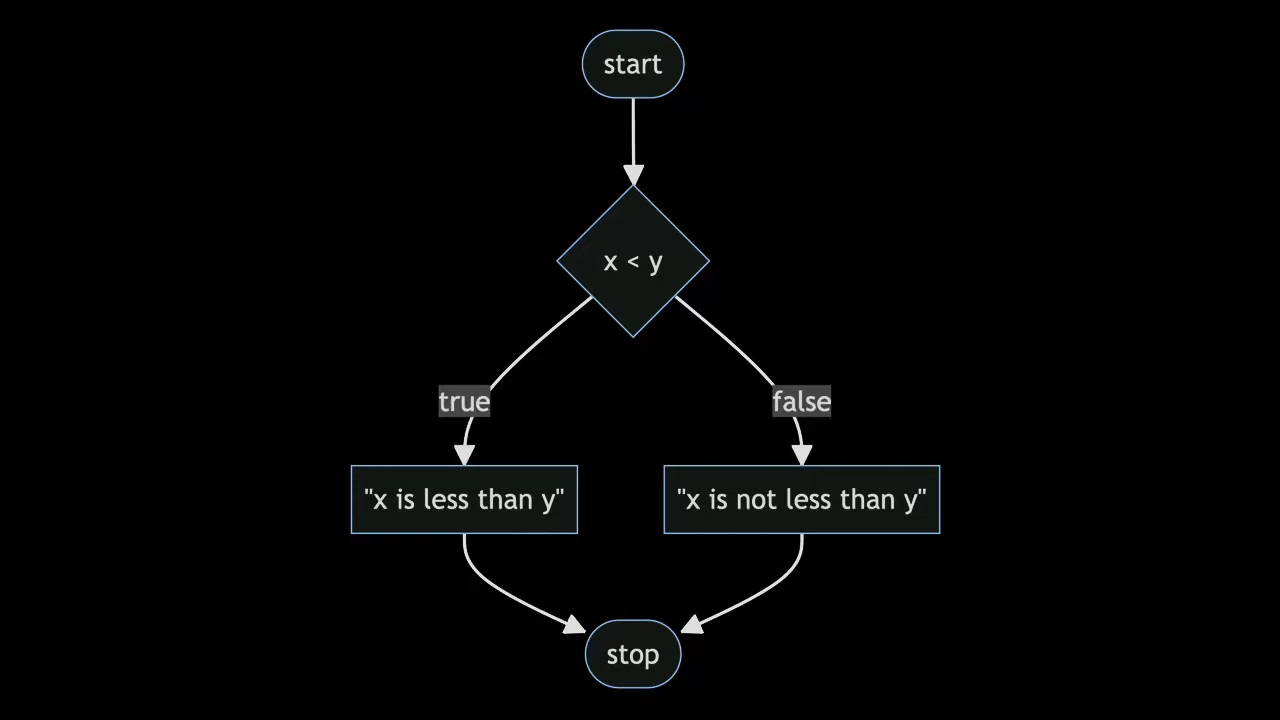 start
x < y
true
false
"x is less than y"
"x is not less than y"
stop